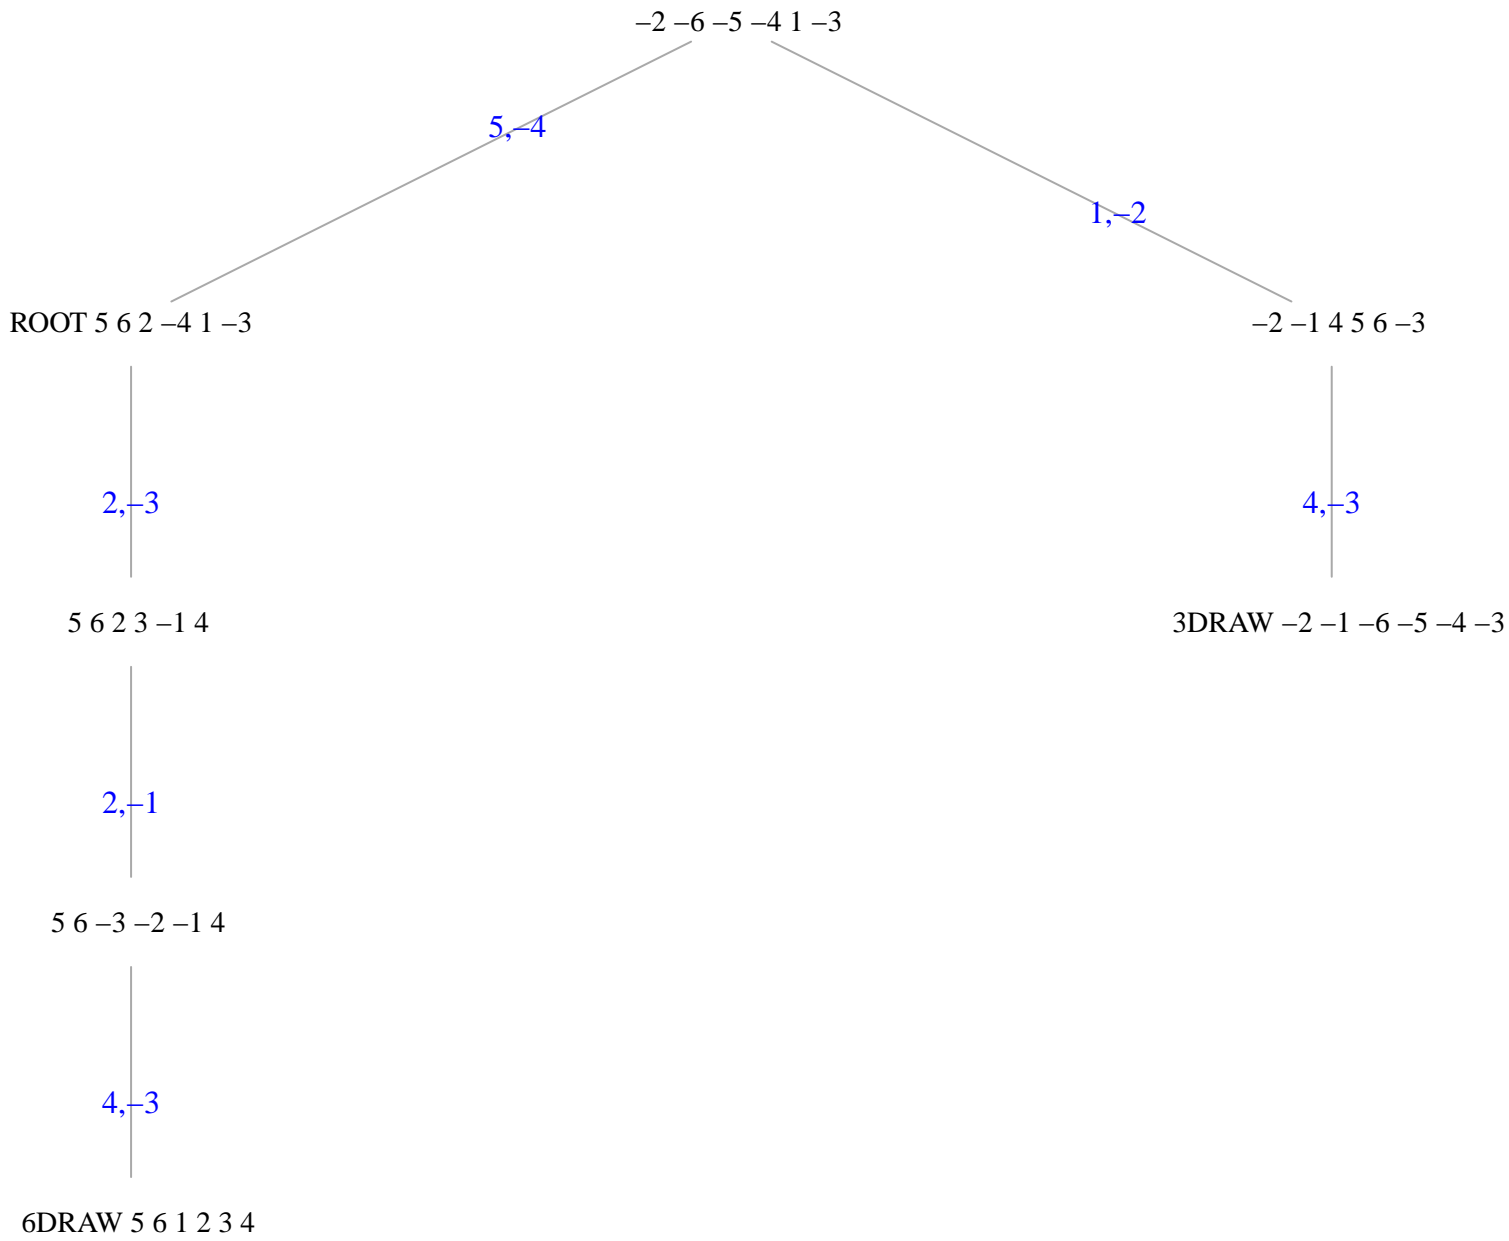 –2 –6 –5 –4 1 –3
5,–4
1,–2
ROOT 5 6 2 –4 1 –3
–2 –1 4 5 6 –3
2,–3
4,–3
5 6 2 3 –1 4
3DRAW –2 –1 –6 –5 –4 –3
2,–1
5 6 –3 –2 –1 4
4,–3
6DRAW 5 6 1 2 3 4